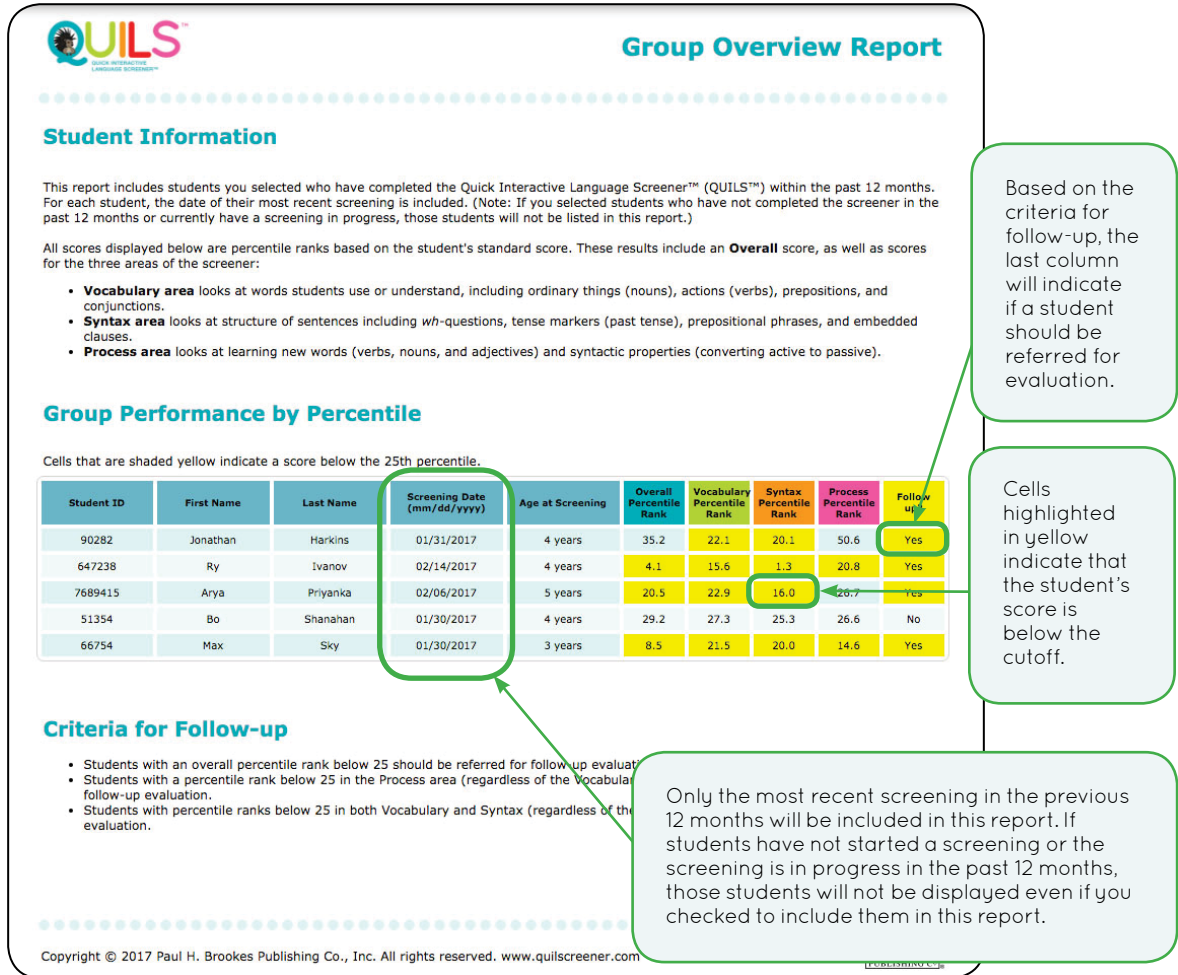 QUILS™
QUICK INTERACTIVE
LANGUAGE SCREENER™
Group Overview Report
Student Information
This report includes students you selected who have completed the Quick Interactive Language Screener™ (QUILS™) within the past 12 months.
For each student, the date of their most recent screening is included. (Note: If you selected students who have not completed the screener in the
past 12 months or currently have a screening in progress, those students will not be listed in this report.)
All scores displayed below are percentile ranks based on the student's standard score. These results include an Overall score, as well as scores
for the three areas of the screener:
• Vocabulary area looks at words students use or understand, including ordinary things (nouns), actions (verbs), prepositions, and
conjunctions.
• Syntax area looks at structure of sentences including wh-questions, tense markers (past tense), prepositional phrases, and embedded
clauses.
• Process area looks at learning new words (verbs, nouns, and adjectives) and syntactic properties (converting active to passive).
Group Performance by Percentile
Cells that are shaded yellow indicate a score below the 25th percentile.
Student ID First Name Last Name Screening Date (mm/dd/yyyy) Age at Screening Overall Percentile Rank Vocabulary Percentile Rank Syntax Percentile Rank Process Percentile Rank Follow up?
90282 Jonathan Harkins 01/31/2017 4 years 35.2 22.1 20.1 50.6 Yes
647238 Ry Ivanov 02/14/2017 4 years 4.1 15.6 1.3 20.8 Yes
7689415 Arya Priyanka 02/06/2017 5 years 20.5 22.9 16.0 26.7 Yes
51354 Bo Shanahan 01/30/2017 4 years 29.2 27.3 25.3 26.6 No
66754 Max Sky 01/30/2017 3 years 8.5 21.5 20.0 14.6 Yes
Criteria for Follow-up
• Students with an overall percentile rank below 25 should be referred for follow-up
• Students with a percentile rank below 25 in the Process area (regardless of the
follow-up evaluation.
• Students with percentile ranks below 25 in both Vocabulary and Syntax (regardless of
evaluation.
Copyright © 2017 Paul H. Brookes Publishing Co., Inc. All rights reserved. www.quilscreener.com
PUBLISHING CO
Based on the
criteria for
follow-up, the
last column
will indicate
if a student
should be
referred for
evaluation.
Cells
highlighted
in yellow
indicate that
the student's
score is
below the
cutoff.
Only the most recent screening in the previous
12 months will be included in this report. If
students have not started a screening or the
screening is in progress in the past 12 months,
those students will not be displayed even if you
checked to include them in this report.